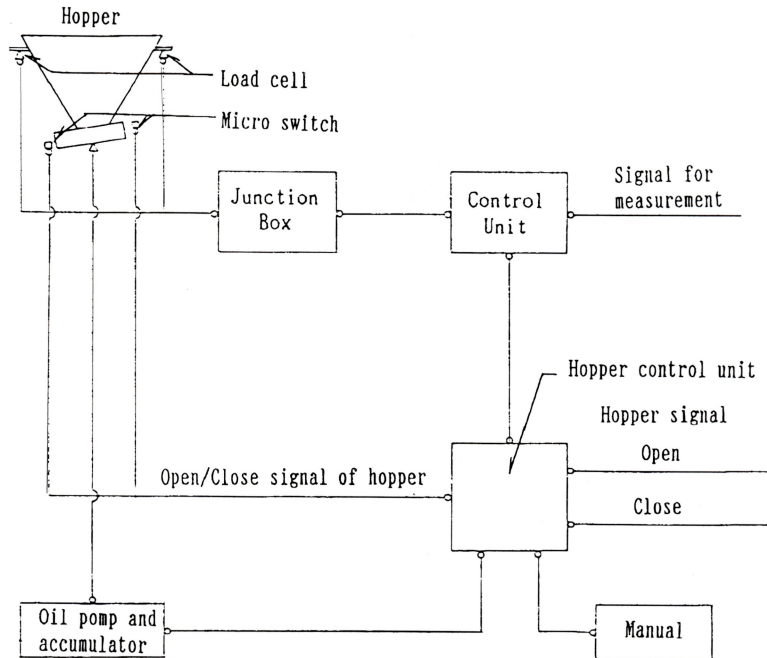 Hopper
Load cell
Micro switch
Junction
Box
Control
Unit
Signal for
measurement
Hopper control unit
Hopper signal
Open
Open/Close signal of hopper
Close
Oil pomp and
accumulator
Manual